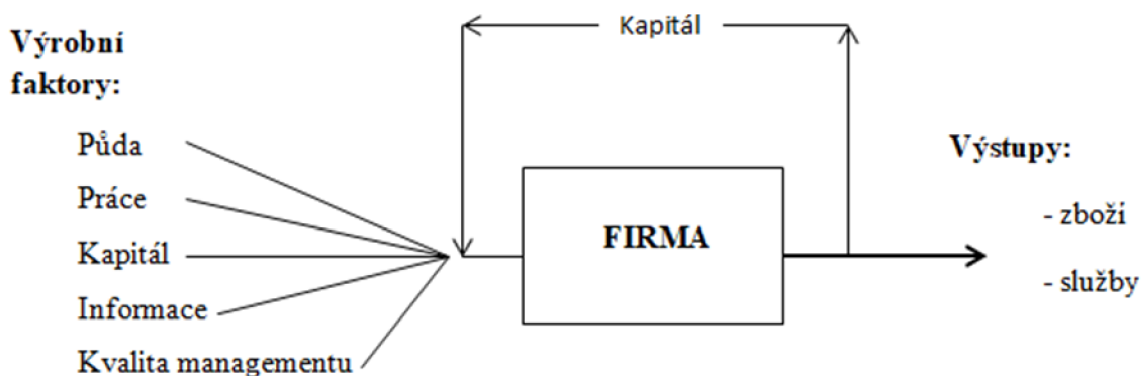 Výrobní
faktory:
Půda
Práce
Kapitál
Informace
Kvalita managementu
Kapitál
FIRMA
Výstupy:
- zboží
- služby